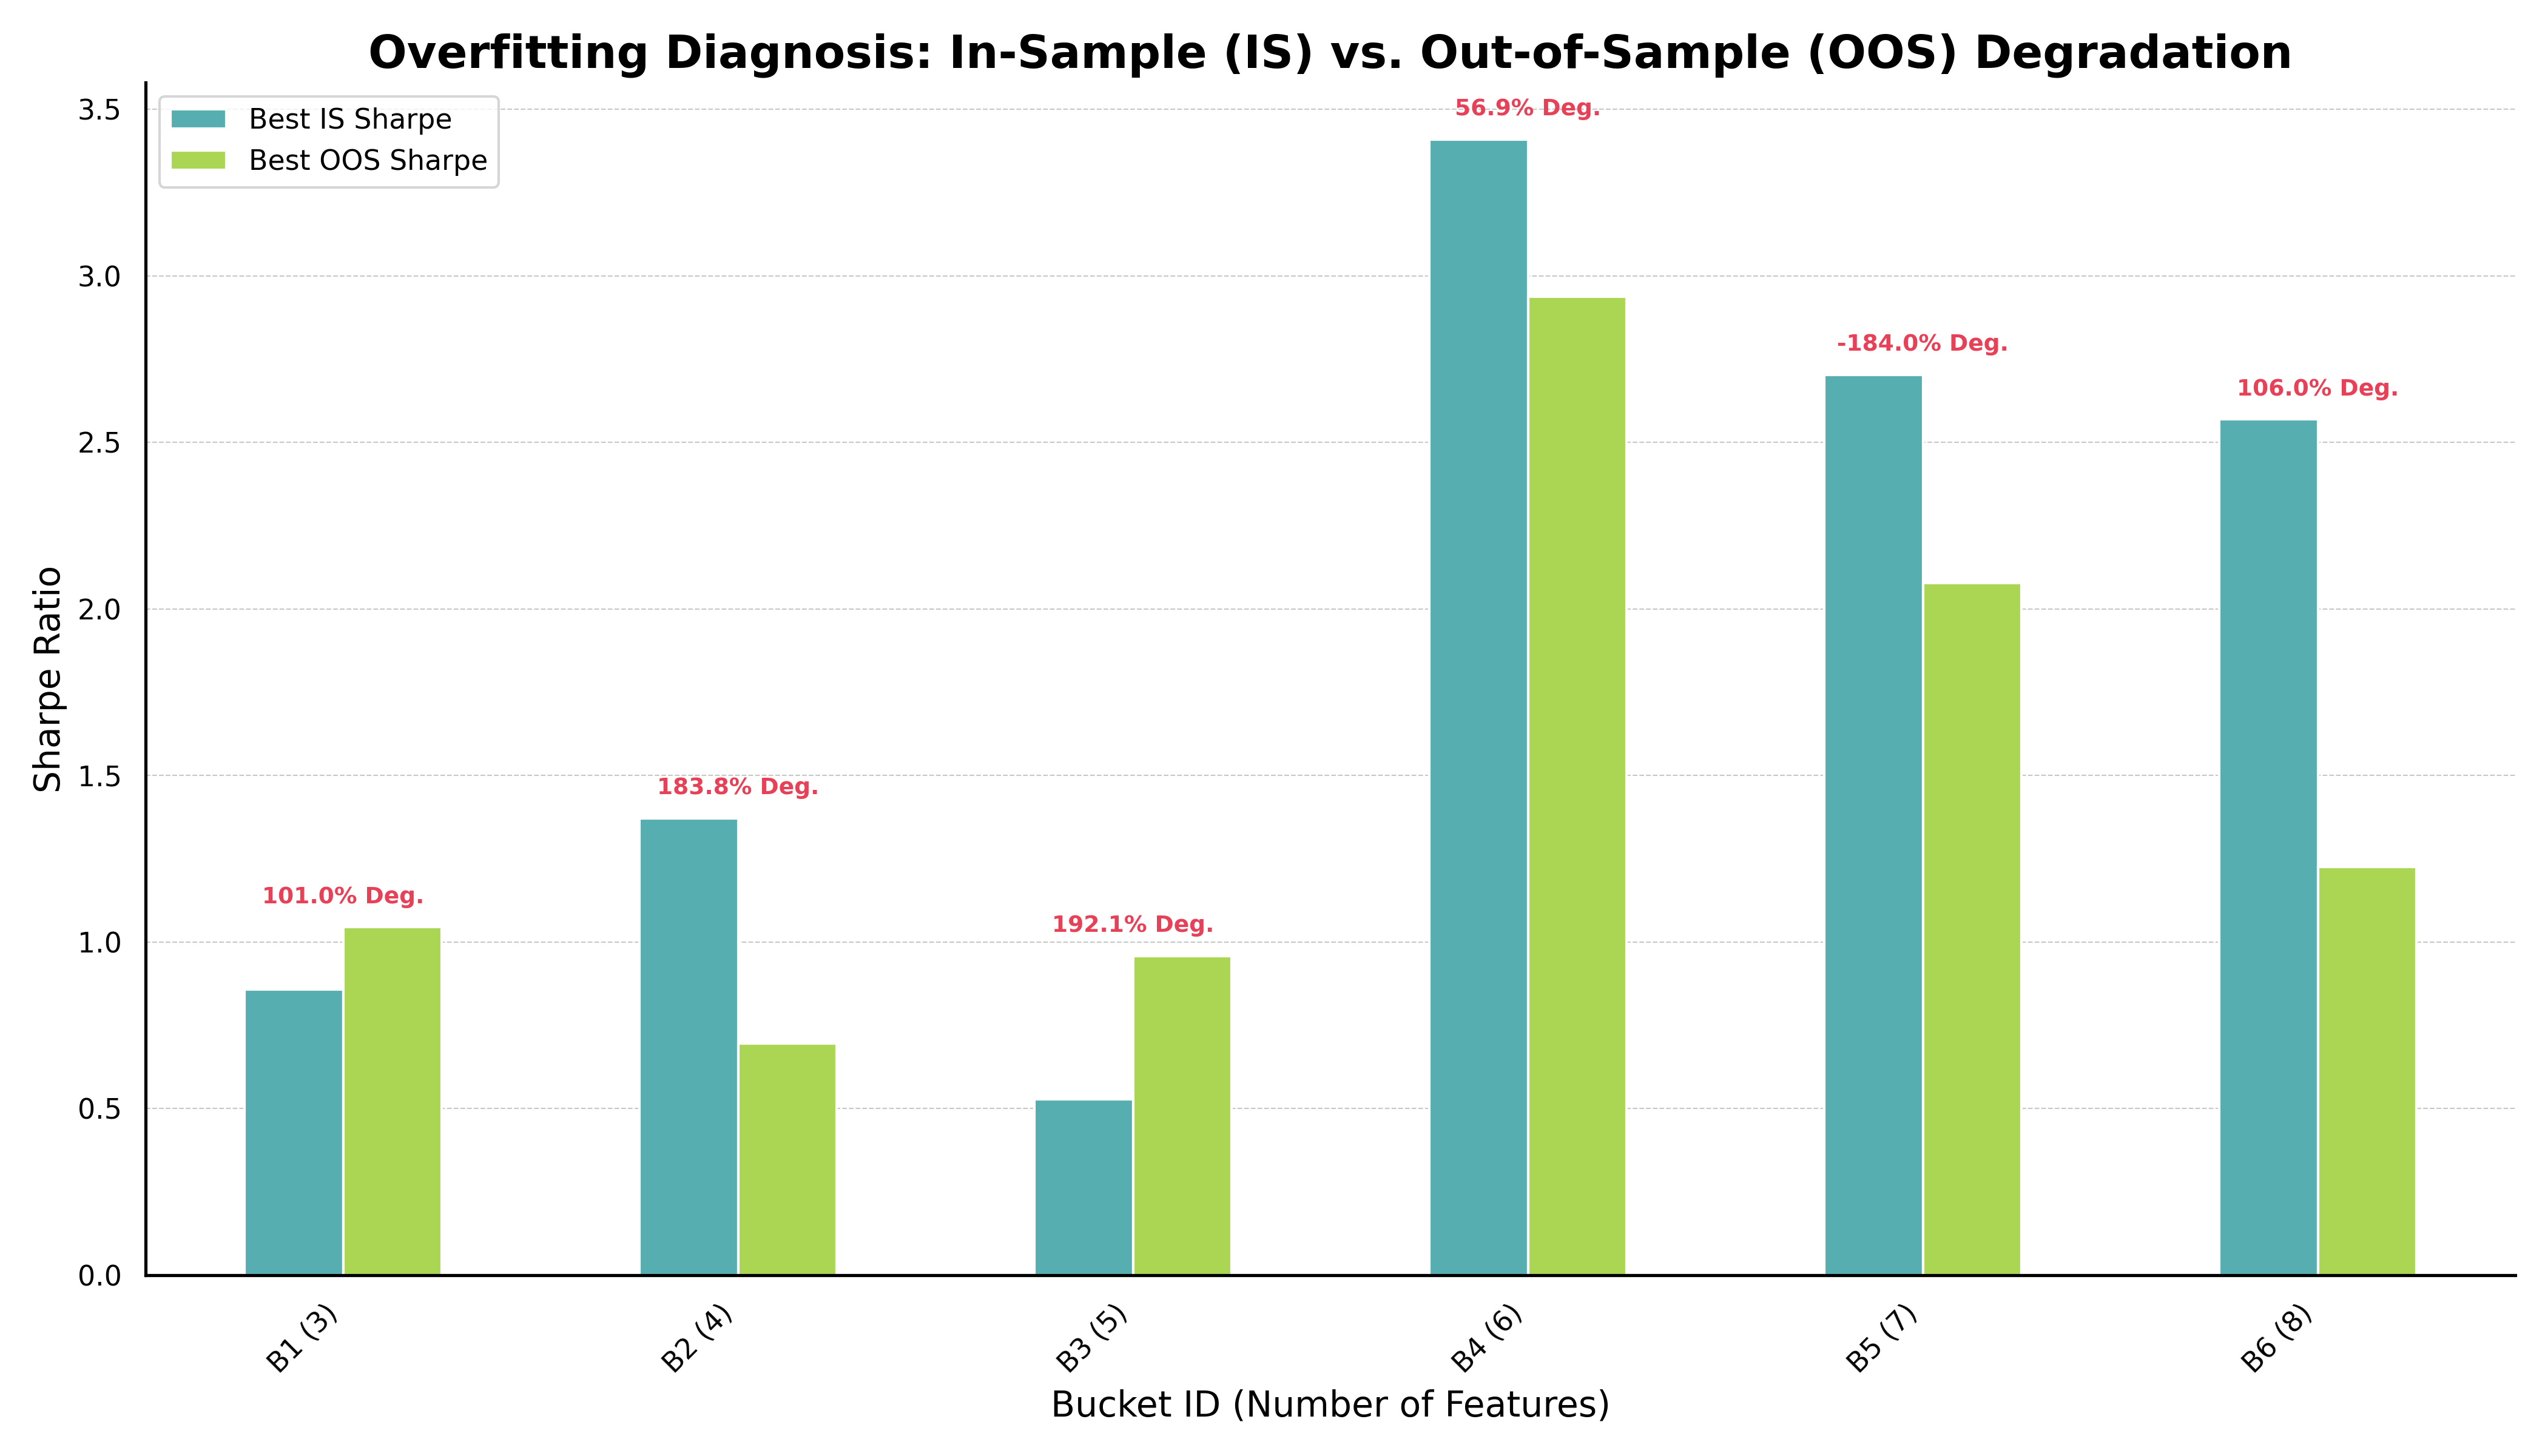 Overfitting Diagnosis: In-Sample (IS) vs. Out-of-Sample (OOS) Degradation
Best IS Sharpe
Best OOS Sharpe
Sharpe Ratio
3.5
3.0
2.5
2.0
1.5
1.0
0.5
0.0
101.0% Deg.
183.8% Deg.
192.1% Deg.
56.9% Deg.
-184.0% Deg.
106.0% Deg.
B1 (3)
B2 (4)
B3 (5)
B4 (6)
B5 (7)
B6 (8)
Bucket ID (Number of Features)